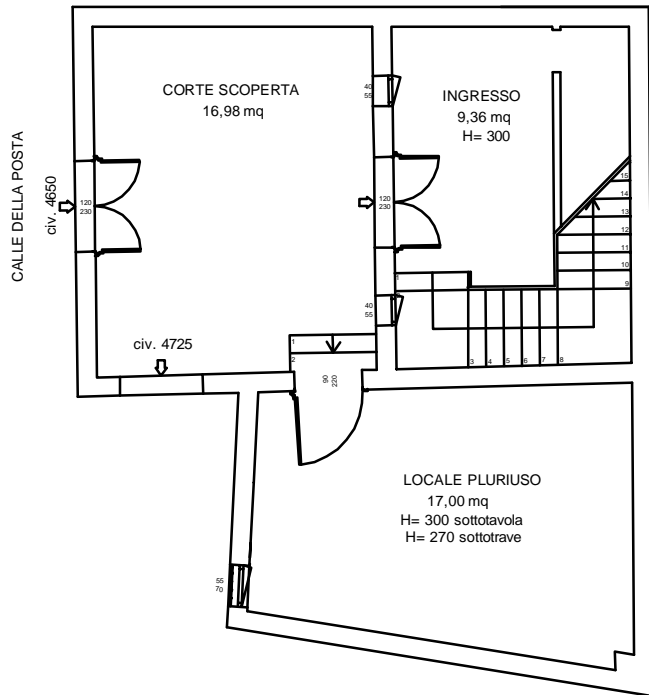 CORTE SCOPERTA
16,98 mq
INGRESSO
9,36 mq
H= 300
40
55
CALLE DELLA POSTA
civ. 4650
120
230
120
230
15
14
13
12
11
10
9
1
40
55
3
4
5
6
7
8
civ. 4725
1
2
90
220
LOCALE PLURIUSO
17,00 mq
H= 300 sottotavola
H= 270 sottotrave
55
70